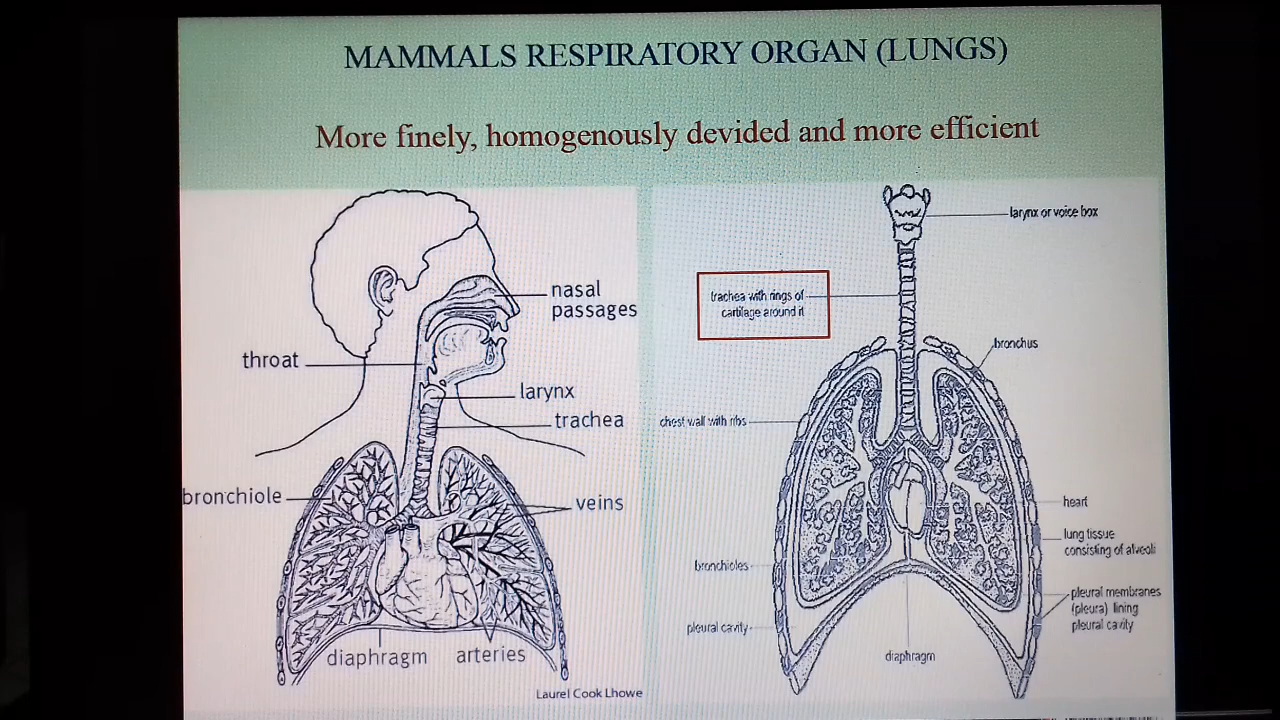 MAMMALS RESPIRATORY ORGAN (LUNGS)
More finely, homogenously devided and more efficient
nasal
passages
throat
larynx
trachea
bronchiole
veins
diaphragm
arteries
Laurel Cook Lhowe
larynx or voice box
trachea with rings of
cartilage around it
bronchus
chest wall with ribs
heart
lung tissue
consisting of alveoli
bronchioles
pleural membranes
(pleura) lining
pleural cavity
pleural cavity
diaphragm